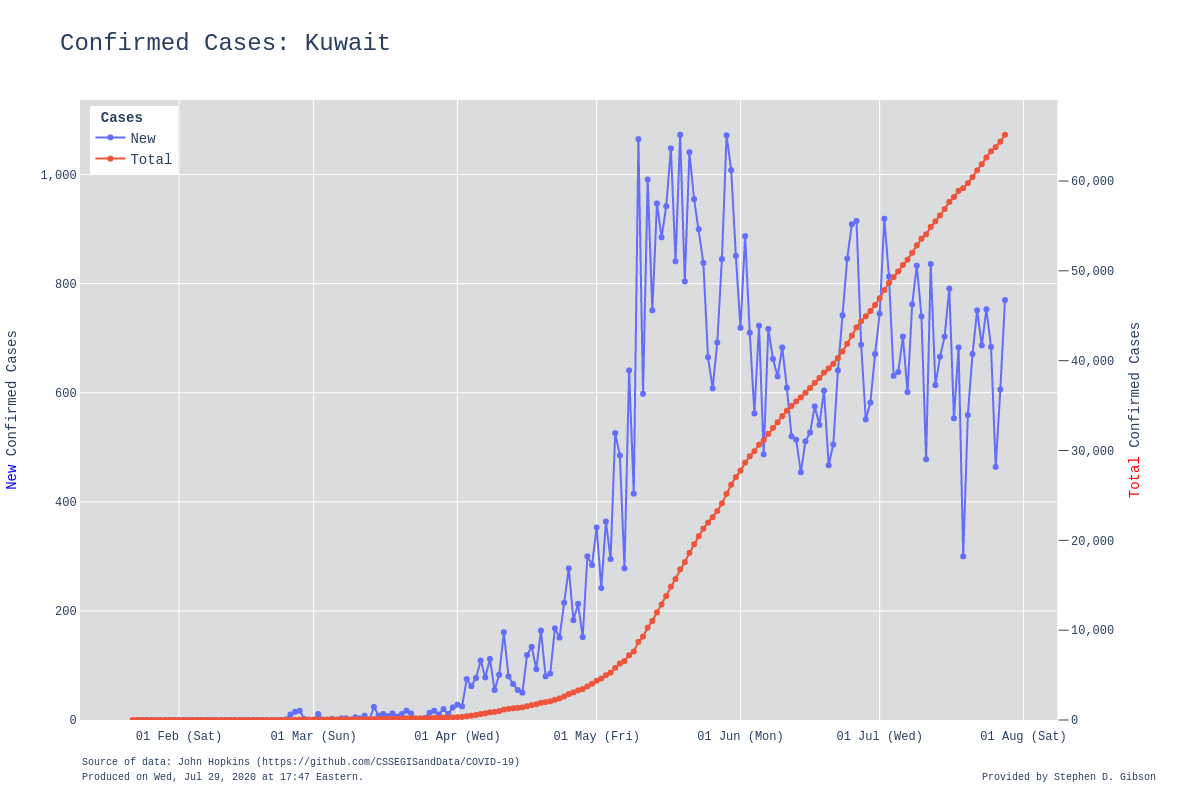 Confirmed Cases: Kuwait
Cases
New
Total
1,000
800
600
400
200
0
60,000
50,000
40,000
30,000
20,000
10,000
0
New Confirmed Cases
Total Confirmed Cases
01 Feb (Sat)
01 Mar (Sun)
01 Apr (Wed)
01 May (Fri)
01 Jun (Mon)
01 Jul (Wed)
01 Aug (Sat)
Source of data: John Hopkins (https://github.com/CSSEGISandData/COVID-19)
Produced on Wed, Jul 29, 2020 at 17:47 Eastern.
Provided by Stephen D. Gibson